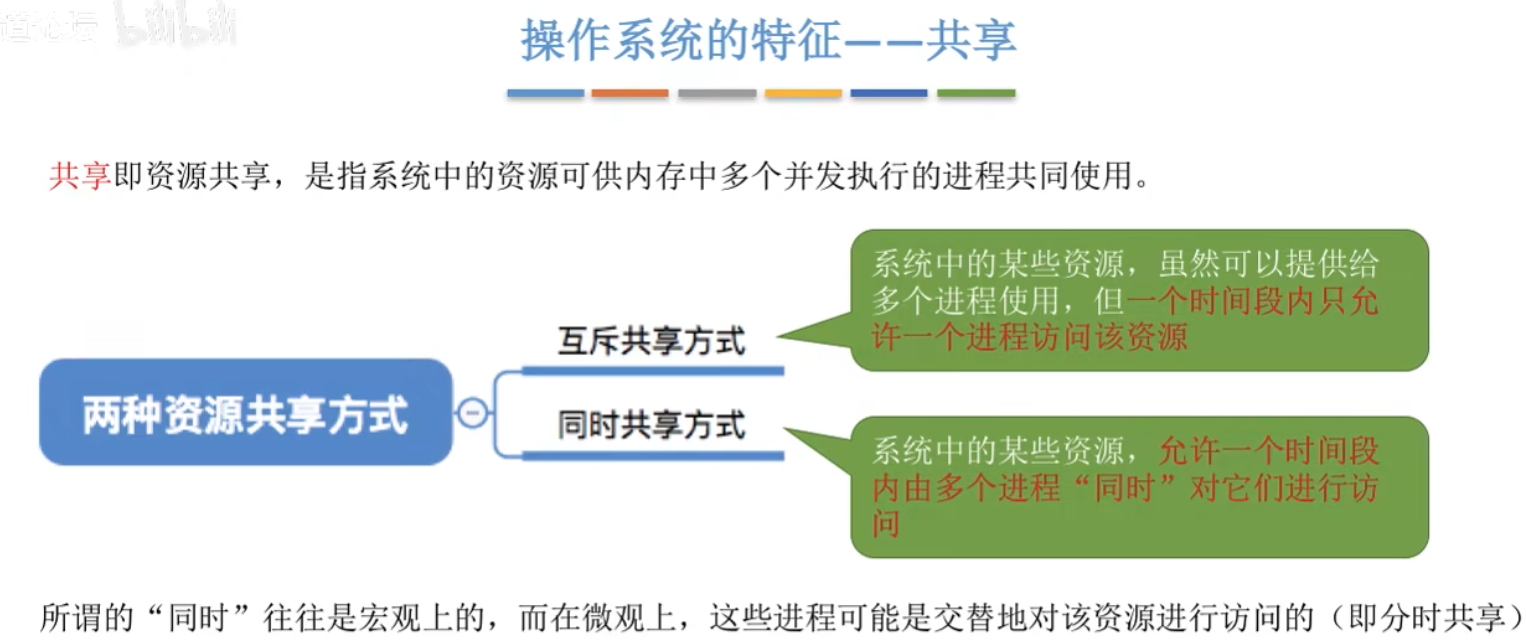 道论坛 bilibili
操作系统的特征——共享
共享即资源共享，是指系统中的资源可供内存中多个并发执行的进程共同使用。
系统中的某些资源，虽然可以提供给
多个进程使用，但一个时间段内只允
许一个进程访问该资源
互斥共享方式
两种资源共享方式
同时共享方式
系统中的某些资源，允许一个时间段
内由多个进程“同时”对它们进行访
问
所谓的“同时”往往是宏观上的，而在微观上，这些进程可能是交替地对该资源进行访问的（即分时共享）